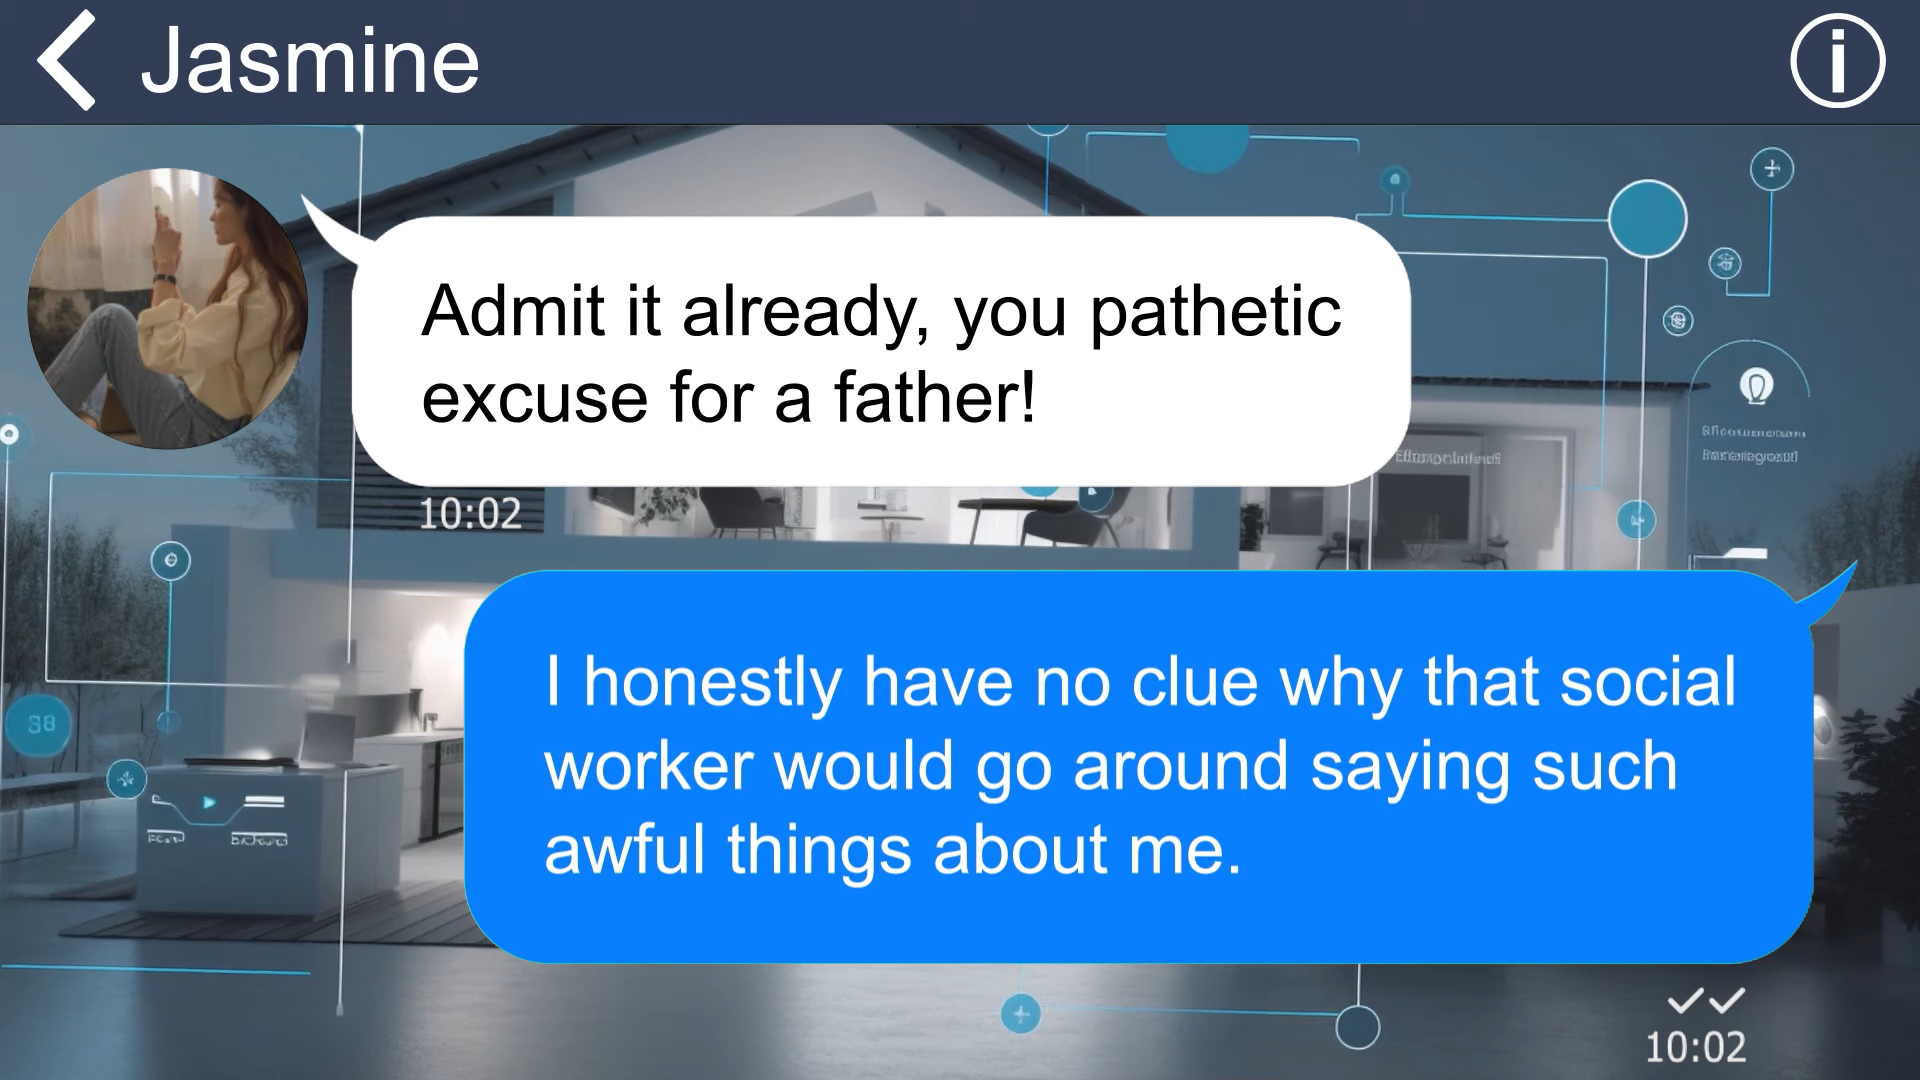 Jasmine
Admit it already, you pathetic
excuse for a father!
10:02
I honestly have no clue why that social
worker would go around saying such
awful things about me.
10:02